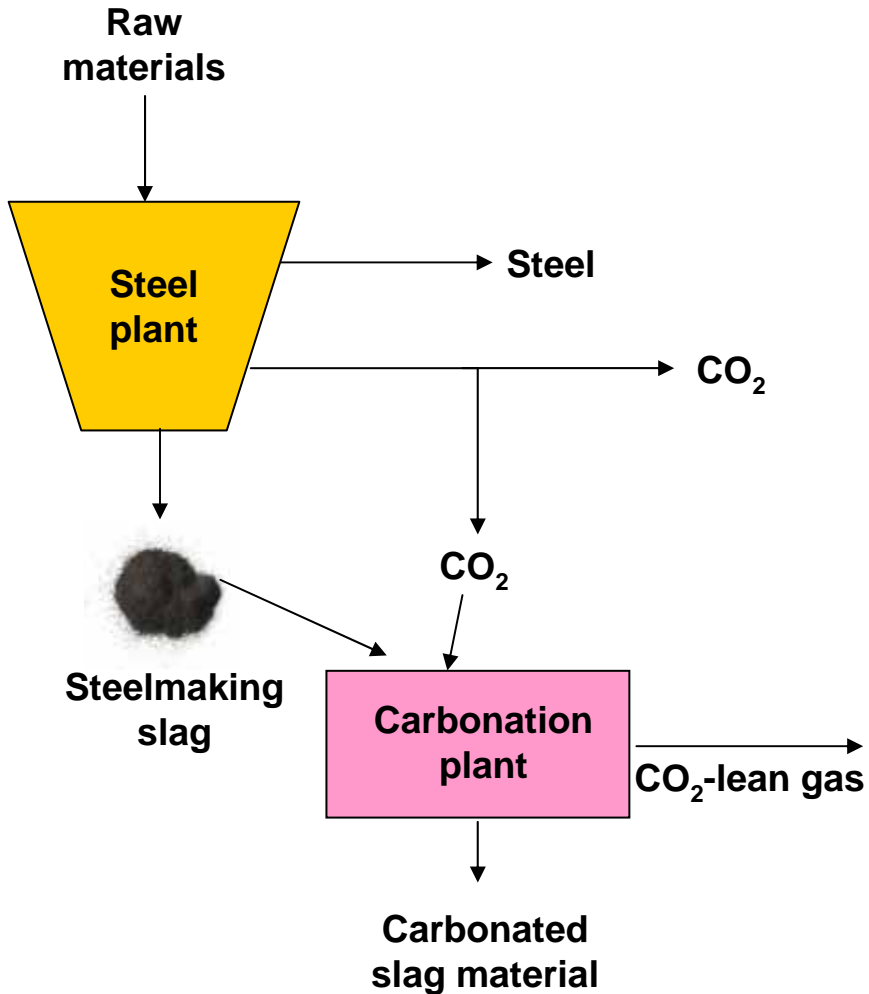 Raw
materials
Steel
plant
Steel
CO₂
CO₂
Steelmaking
slag
Carbonation
plant
CO₂-lean gas
Carbonated
slag material